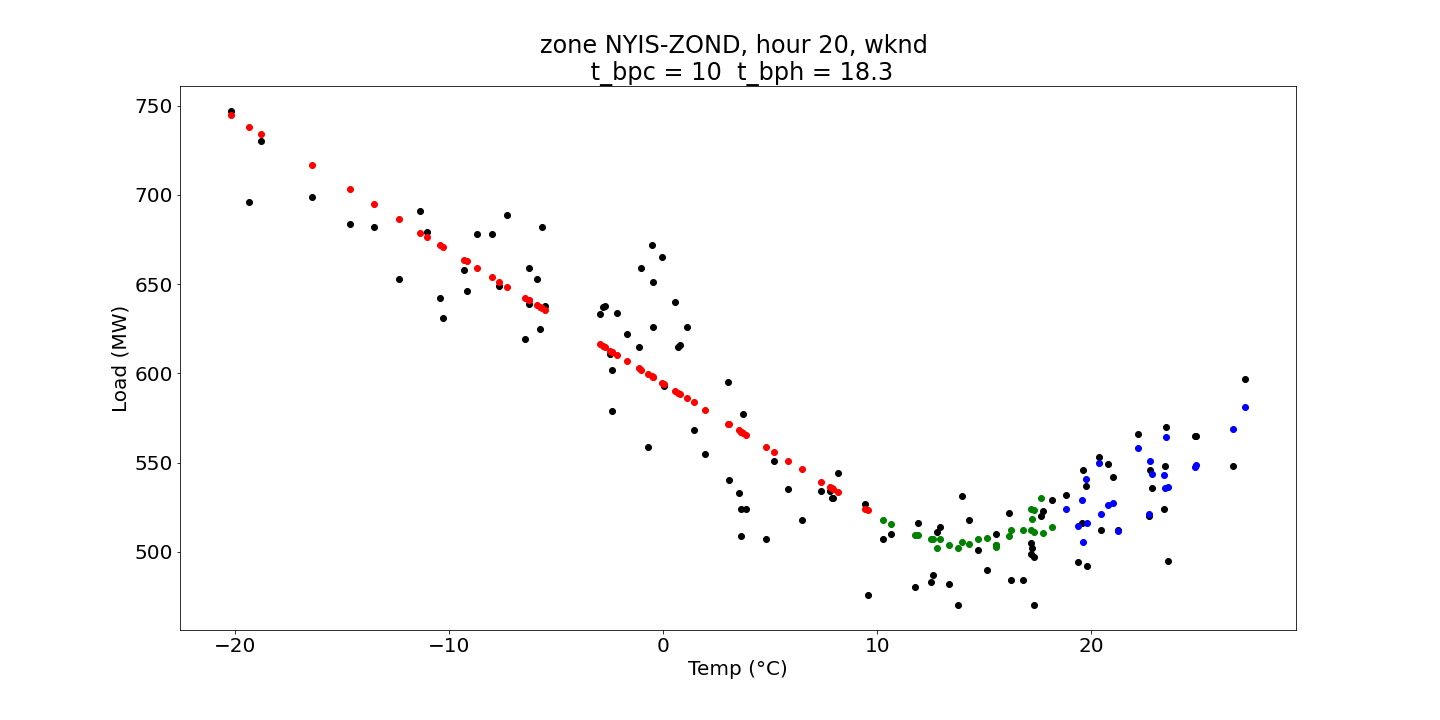 zone NYIS-ZOND, hour 20, wknd
t_bpc = 10  t_bph = 18.3
750
700
650
600
550
500
Load (MW)
−20
−10
0
10
20
Temp (°C)